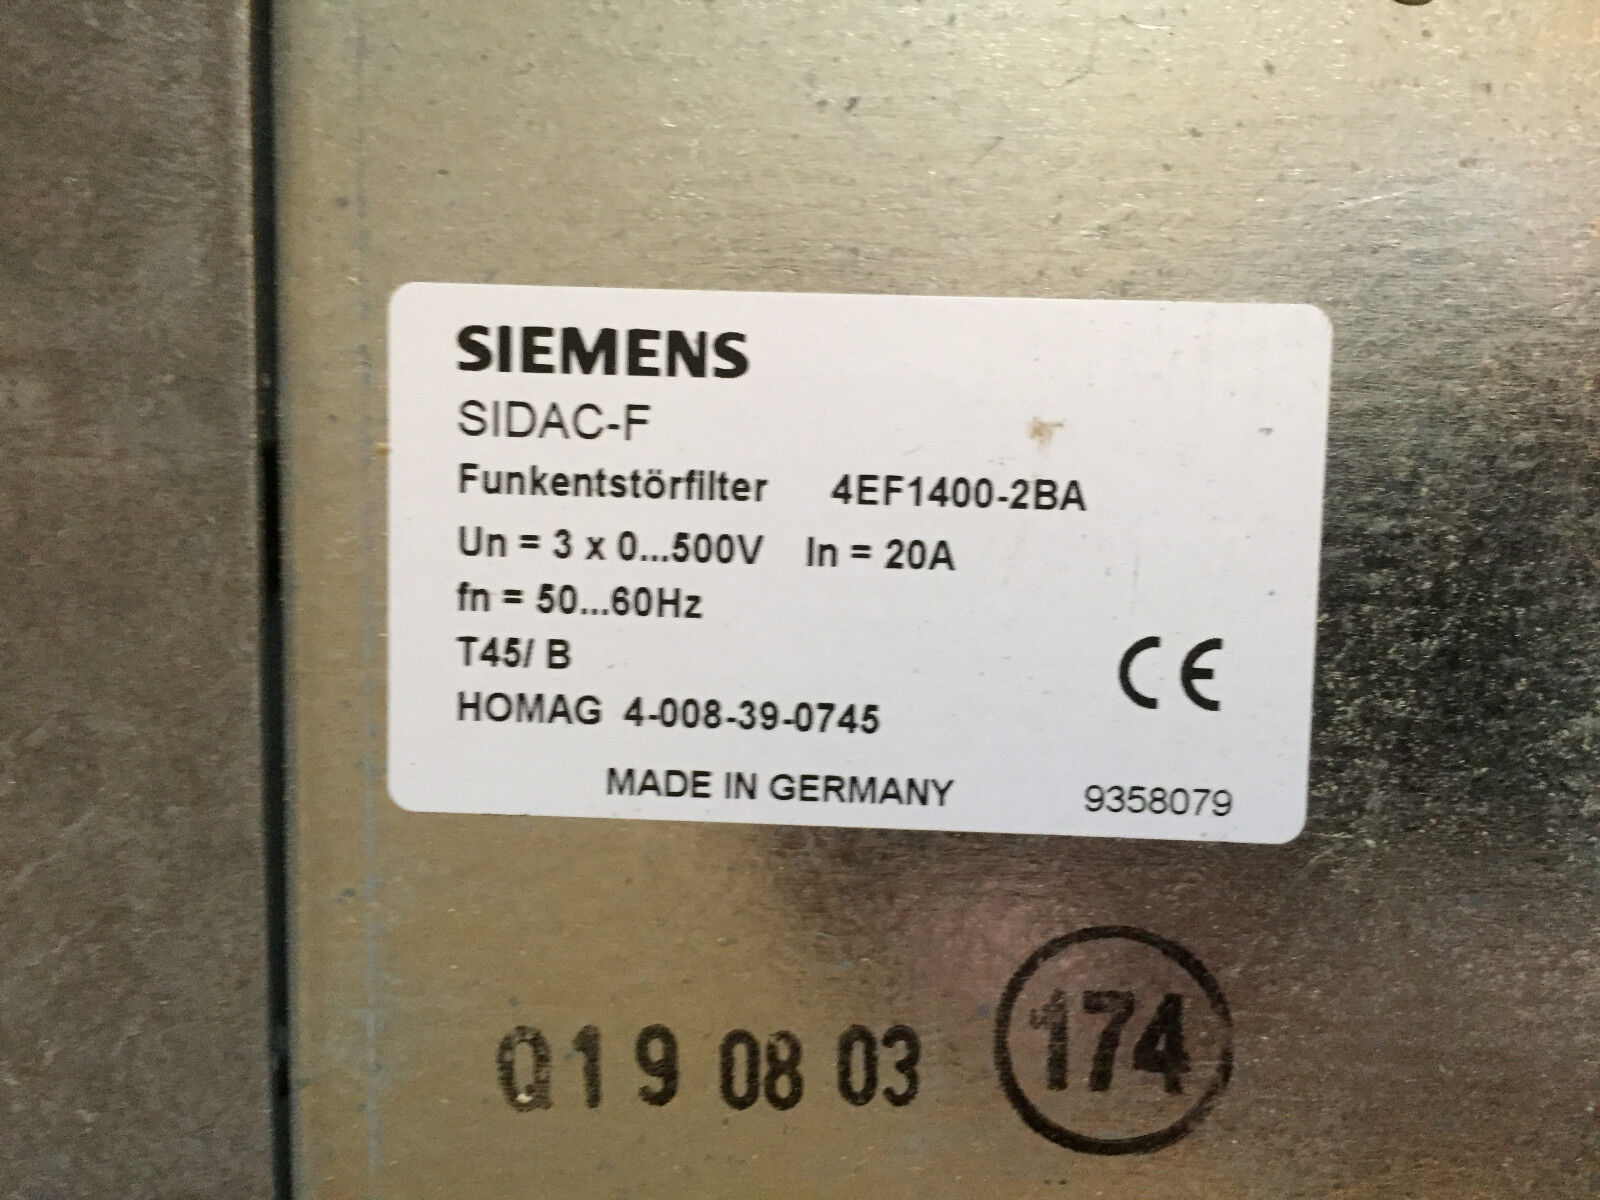 SIEMENS
SIDAC-F
Funkentstörfilter 4EF1400-2BA
Un = 3 x 0...500V In = 20A
fn = 50...60Hz
T45/ B
CE
HOMAG 4-008-39-0745
MADE IN GERMANY 9358079
Q19 08 03 174